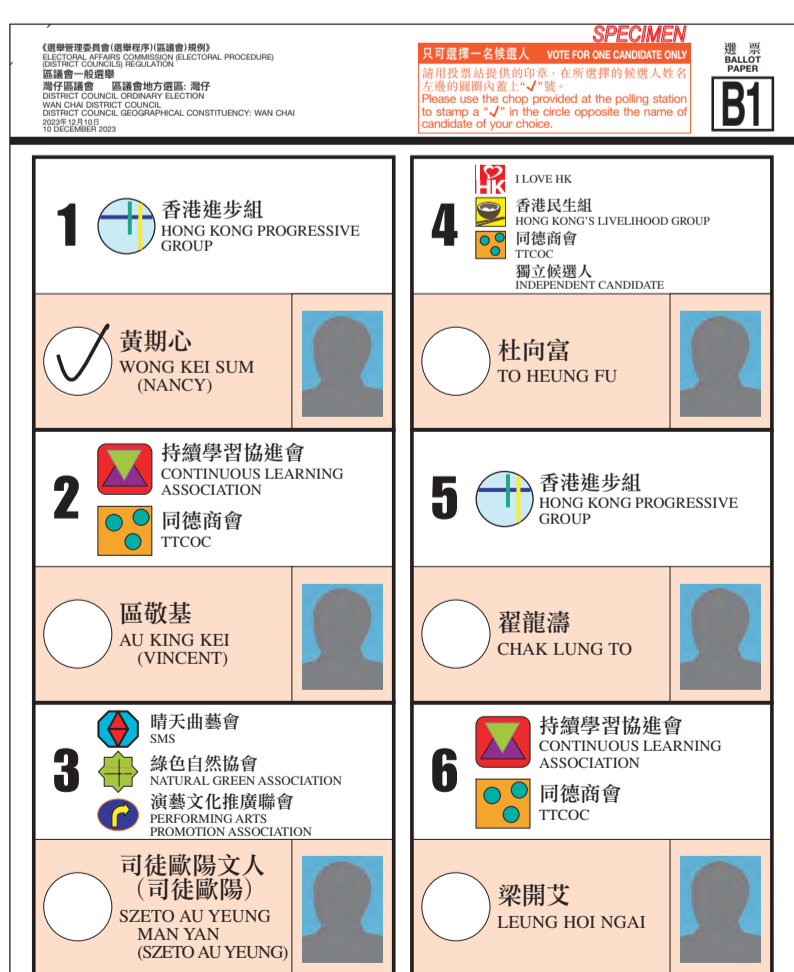 《選舉管理委員會(選舉程序)(區議會)規例》
ELECTORAL AFFAIRS COMMISSION (ELECTORAL PROCEDURE)
(DISTRICT COUNCILS) REGULATION
區議會一般選舉
灣仔區議會 區議會地方選區: 灣仔
DISTRICT COUNCIL ORDINARY ELECTION
WAN CHAI DISTRICT COUNCIL
DISTRICT COUNCIL GEOGRAPHICAL CONSTITUENCY: WAN CHAI
2023年12月10日
10 DECEMBER 2023
SPECIMEN
只可選擇一名候選人 VOTE FOR ONE CANDIDATE ONLY
請用投票站提供的印章，在所選擇的候選人姓名
左邊的圓圈內蓋上“✓”號。
Please use the chop provided at the polling station
to stamp a “✓” in the circle opposite the name of
candidate of your choice.
選 票
BALLOT
PAPER
B1
1
香港進步組
HONG KONG PROGRESSIVE
GROUP
黃期心
WONG KEI SUM
(NANCY)
2
持續學習協進會
CONTINUOUS LEARNING
ASSOCIATION
同德商會
TTCOC
區敬基
AU KING KEI
(VINCENT)
3
晴天曲藝會
SMS
綠色自然協會
NATURAL GREEN ASSOCIATION
演藝文化推廣聯會
PERFORMING ARTS
PROMOTION ASSOCIATION
司徒歐陽文人
（司徒歐陽）
SZETO AU YEUNG
MAN YAN
(SZETO AU YEUNG)
4
HK
I LOVE HK
香港民生組
HONG KONG'S LIVELIHOOD GROUP
同德商會
TTCOC
獨立候選人
INDEPENDENT CANDIDATE
杜向富
TO HEUNG FU
5
香港進步組
HONG KONG PROGRESSIVE
GROUP
翟龍濤
CHAK LUNG TO
6
持續學習協進會
CONTINUOUS LEARNING
ASSOCIATION
同德商會
TTCOC
梁開艾
LEUNG HOI NGAI